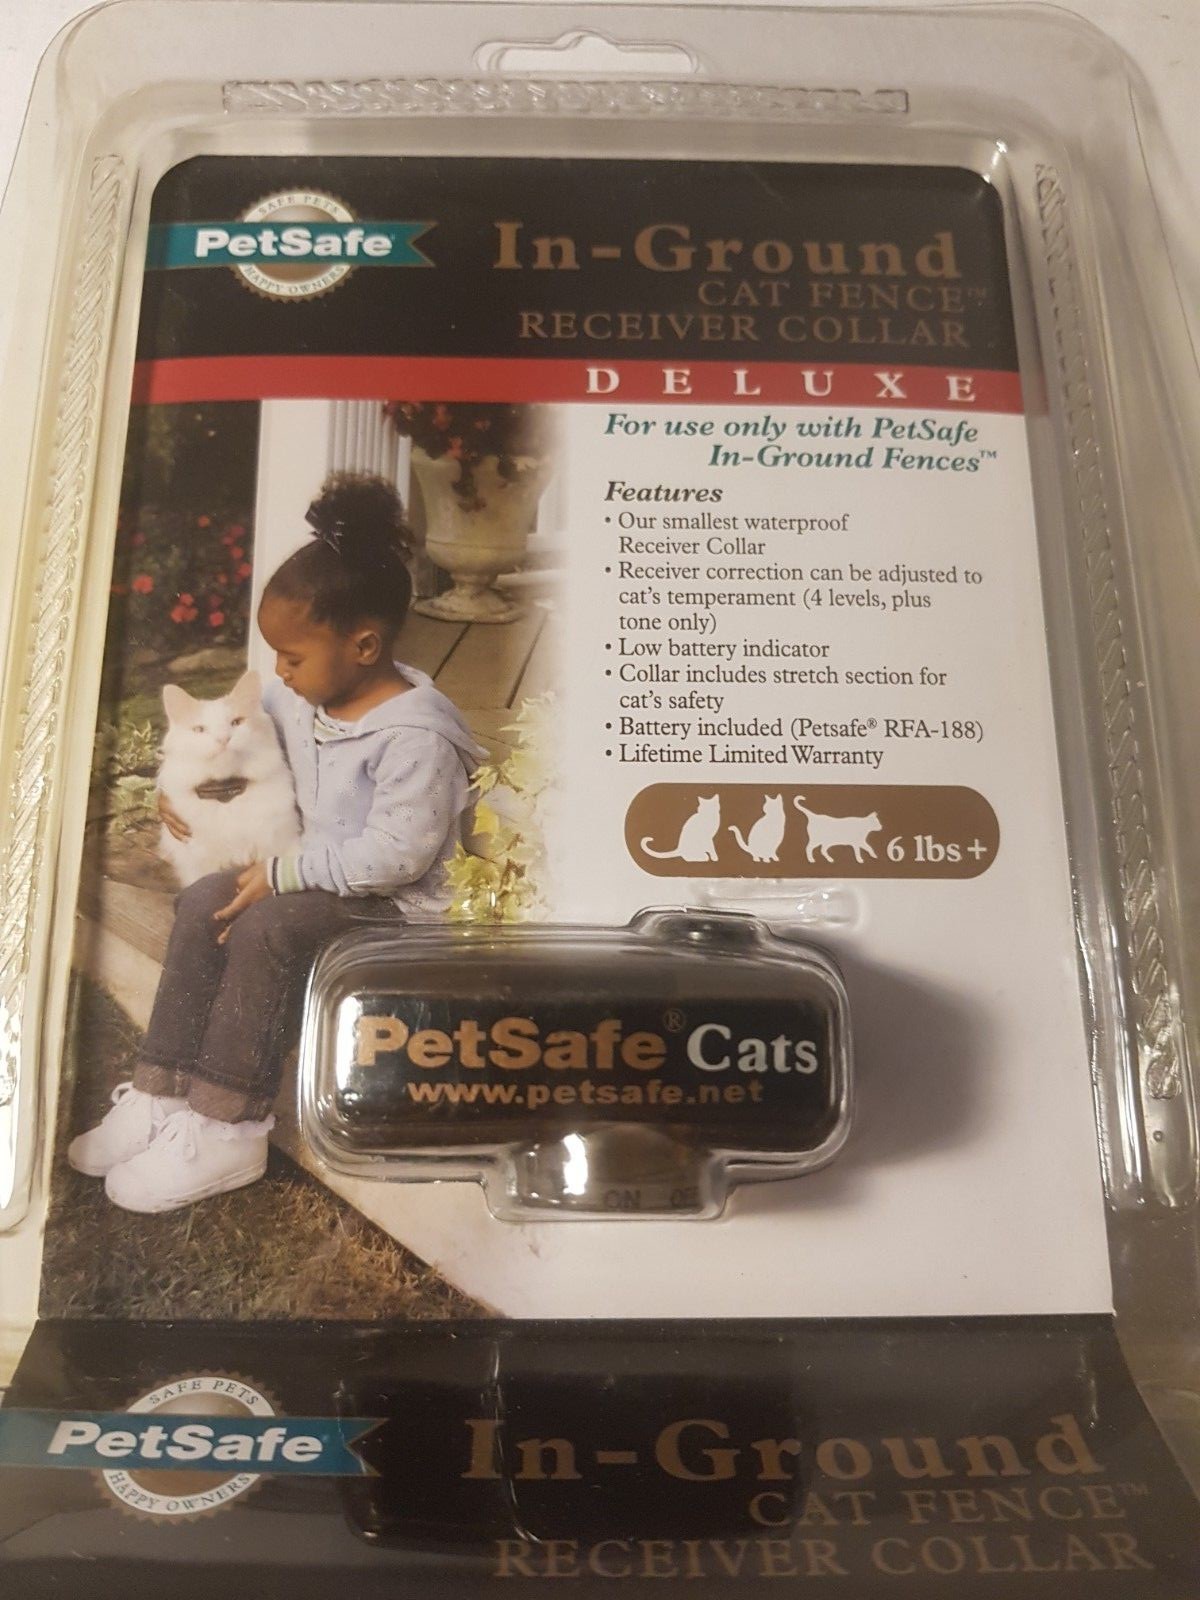 SAFE PETS
PetSafe®
HAPPY OWNERS
In-Ground
CAT FENCE™
RECEIVER COLLAR
DELUXE
For use only with PetSafe
In-Ground Fences™
Features
• Our smallest waterproof
Receiver Collar
• Receiver correction can be adjusted to
cat's temperament (4 levels, plus
tone only)
• Low battery indicator
• Collar includes stretch section for
cat's safety
• Battery included (Petsafe® RFA-188)
• Lifetime Limited Warranty
6 lbs+
PetSafe® Cats
www.petsafe.net
ON
SAFE PETS
PetSafe®
HAPPY OWNERS
In-Ground
CAT FENCE™
RECEIVER COLLAR